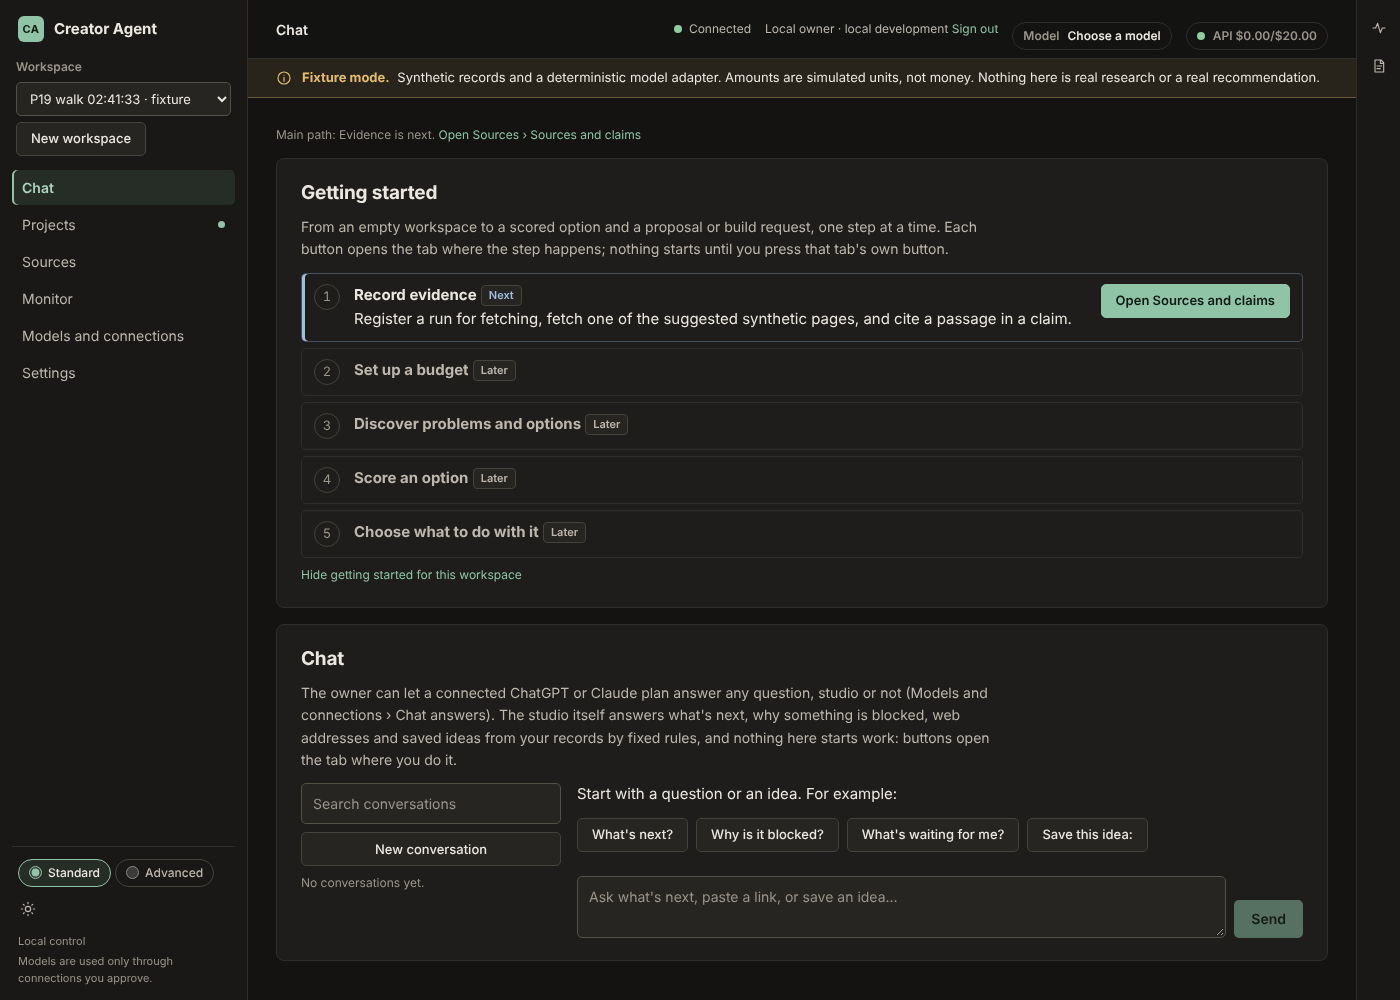 CA Creator Agent
Workspace
P19 walk 02:41:33 · fixture
New workspace
Chat
Projects
Sources
Monitor
Models and connections
Settings
Standard
Advanced
Local control
Models are used only through
connections you approve.
Chat
Connected
Local owner · local development Sign out
Model Choose a model
API $0.00/$20.00
Fixture mode. Synthetic records and a deterministic model adapter. Amounts are simulated units, not money. Nothing here is real research or a real recommendation.
Main path: Evidence is next. Open Sources › Sources and claims
Getting started
From an empty workspace to a scored option and a proposal or build request, one step at a time. Each
button opens the tab where the step happens; nothing starts until you press that tab's own button.
1 Record evidence Next
Register a run for fetching, fetch one of the suggested synthetic pages, and cite a passage in a claim.
Open Sources and claims
2 Set up a budget Later
3 Discover problems and options Later
4 Score an option Later
5 Choose what to do with it Later
Hide getting started for this workspace
Chat
The owner can let a connected ChatGPT or Claude plan answer any question, studio or not (Models and
connections › Chat answers). The studio itself answers what's next, why something is blocked, web
addresses and saved ideas from your records by fixed rules, and nothing here starts work: buttons open
the tab where you do it.
Search conversations
New conversation
No conversations yet.
Start with a question or an idea. For example:
What's next?
Why is it blocked?
What's waiting for me?
Save this idea:
Ask what's next, paste a link, or save an idea...
Send